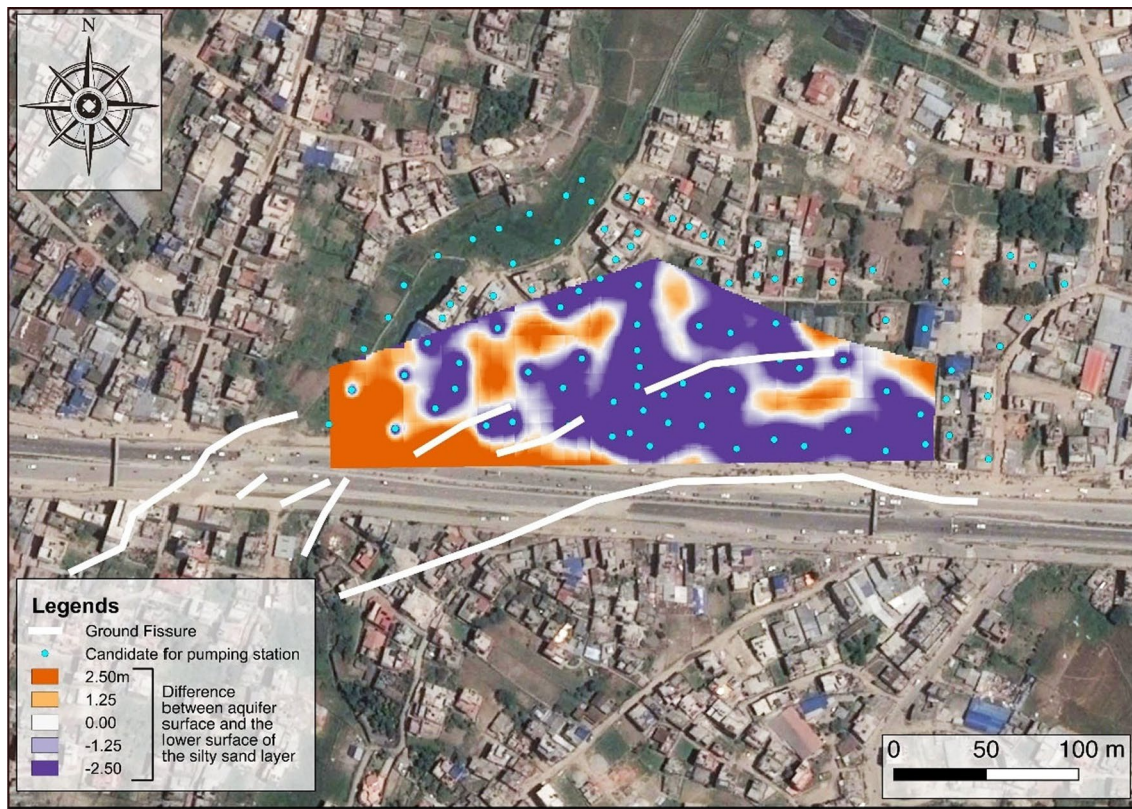 N
Legends
Ground Fissure
Candidate for pumping station
2.50m
1.25
0.00
-1.25
-2.50
Difference
between aquifer
surface and the
lower surface of
the silty sand layer
0 50 100 m